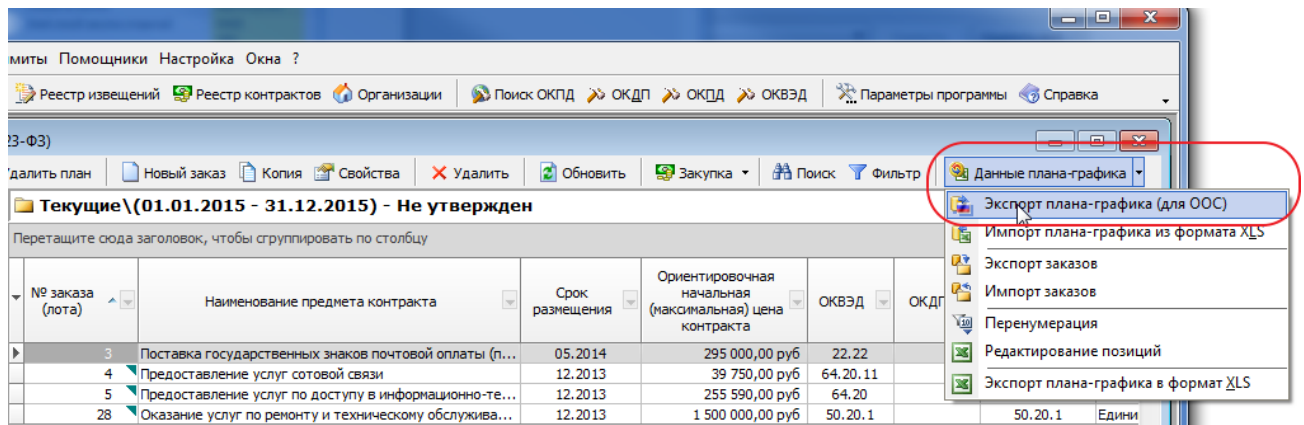 миты Помощники Настройка Окна ?
Реестр извещений Реестр контрактов Организации Поиск ОКПД ОКДП ОКПД ОКВЭД Параметры программы Справка
23-ФЗ)
Удалить план Новый заказ Копия Свойства Удалить Обновить Закупка Поиск Фильтр Данные плана-графика
Текущие\(01.01.2015 - 31.12.2015) - Не утвержден
Экспорт плана-графика (для ООС)
Импорт плана-графика из формата XLS
Экспорт заказов
Импорт заказов
Перенумерация
Редактирование позиций
Экспорт плана-графика в формат XLS
Перетащите сюда заголовок, чтобы сгруппировать по столбцу
№ заказа (лота) Наименование предмета контракта Срок размещения Ориентировочная начальная (максимальная) цена контракта ОКВЭД ОКДП
3 Поставка государственных знаков почтовой оплаты (п... 05.2014 295 000,00 руб 22.22
4 Предоставление услуг сотовой связи 12.2013 39 750,00 руб 64.20.11
5 Предоставление услуг по доступу в информационно-те... 12.2013 255 590,00 руб 64.20
28 Оказание услуг по ремонту и техническому обслужива... 12.2013 1 500 000,00 руб 50.20.1 50.20.1 Едини